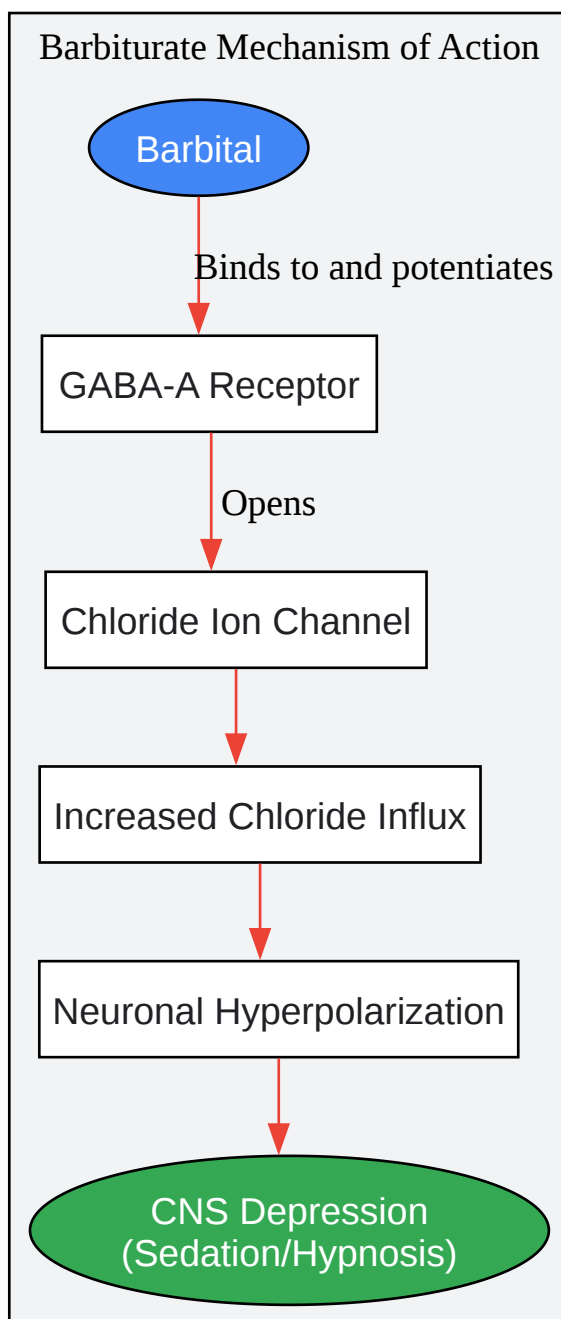 Barbiturate Mechanism of Action
Barbital
Binds to and potentiates
GABA-A Receptor
Opens
Chloride Ion Channel
Increased Chloride Influx
Neuronal Hyperpolarization
CNS Depression
(Sedation/Hypnosis)